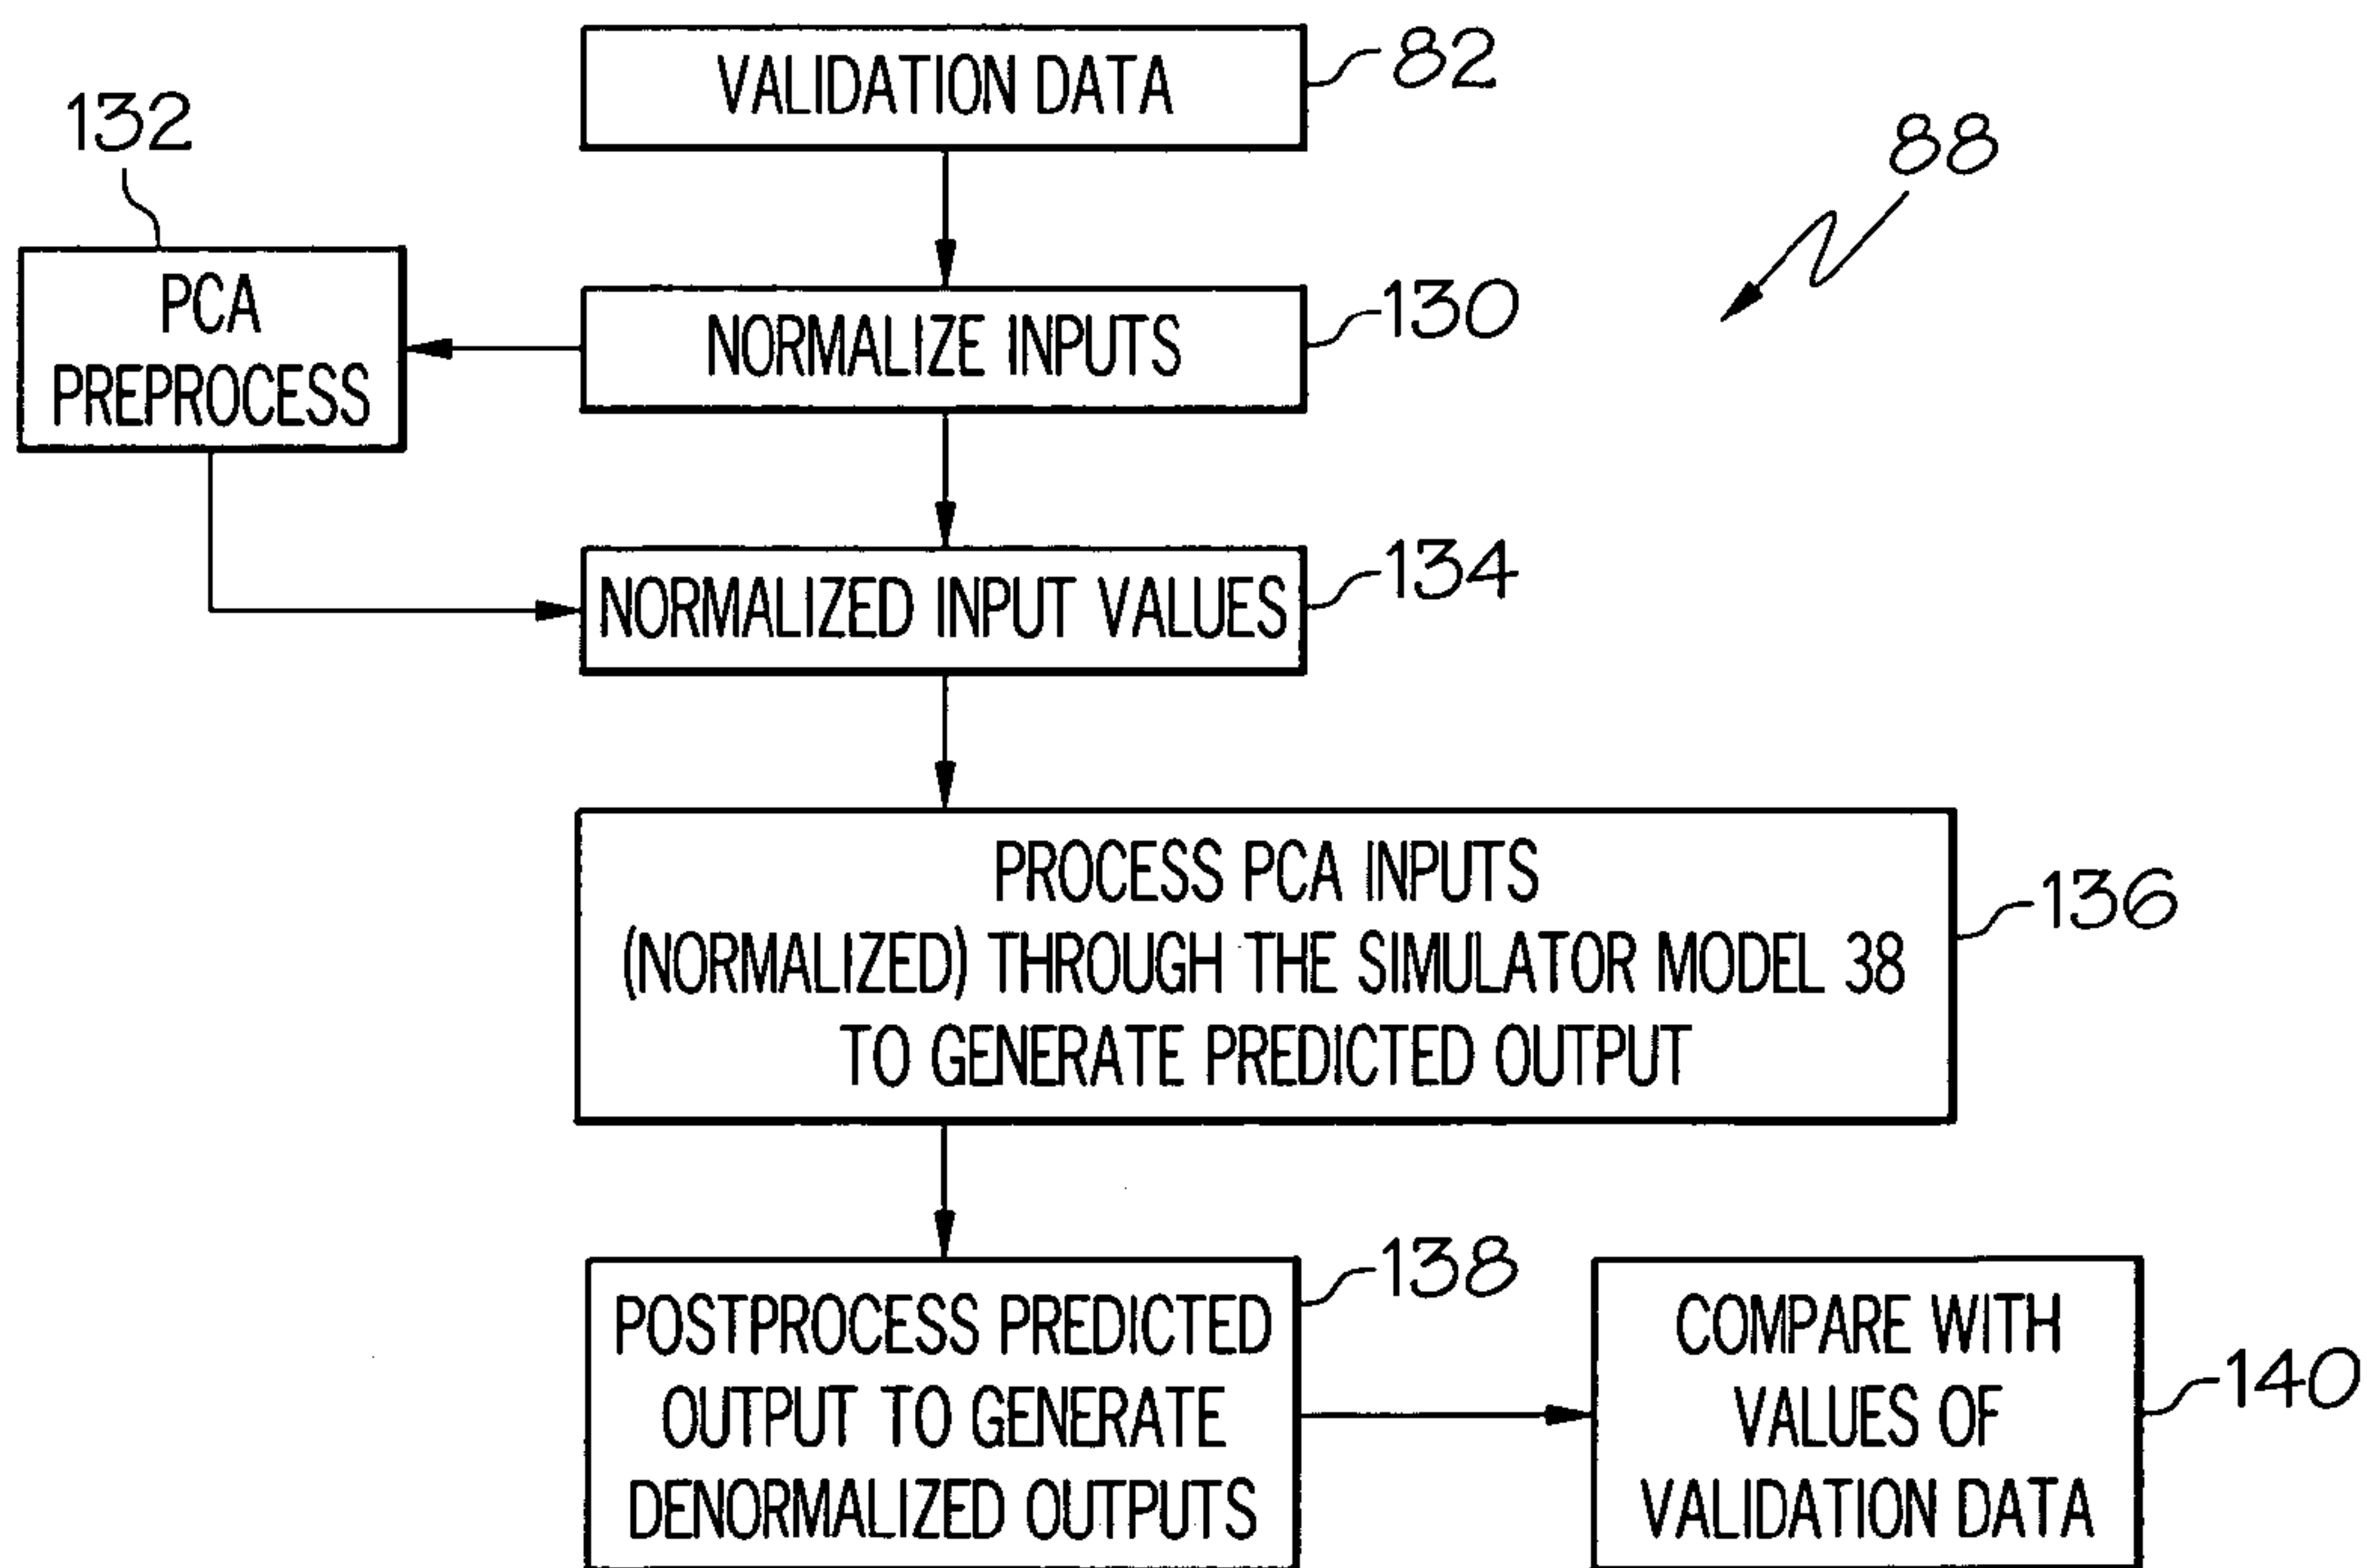 VALIDATION DATA
82
132
88
PCA
PREPROCESS
NORMALIZE INPUTS
130
NORMALIZED INPUT VALUES
134
PROCESS PCA INPUTS
(NORMALIZED) THROUGH THE SIMULATOR MODEL 38
TO GENERATE PREDICTED OUTPUT
136
POSTPROCESS PREDICTED
OUTPUT TO GENERATE
DENORMALIZED OUTPUTS
138
COMPARE WITH
VALUES OF
VALIDATION DATA
140